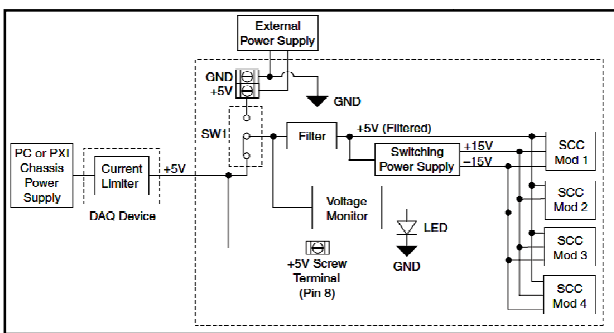 External
Power Supply
GND
+5V
GND
SW1
+5V (Filtered)
Filter
PC or PXI
Chassis
Power
Supply
Current
Limiter
+5V
DAQ Device
Switching
Power Supply
+15V
–15V
SCC
Mod 1
SCC
Mod 2
SCC
Mod 3
SCC
Mod 4
Voltage
Monitor
LED
GND
+5V Screw
Terminal
(Pin 8)